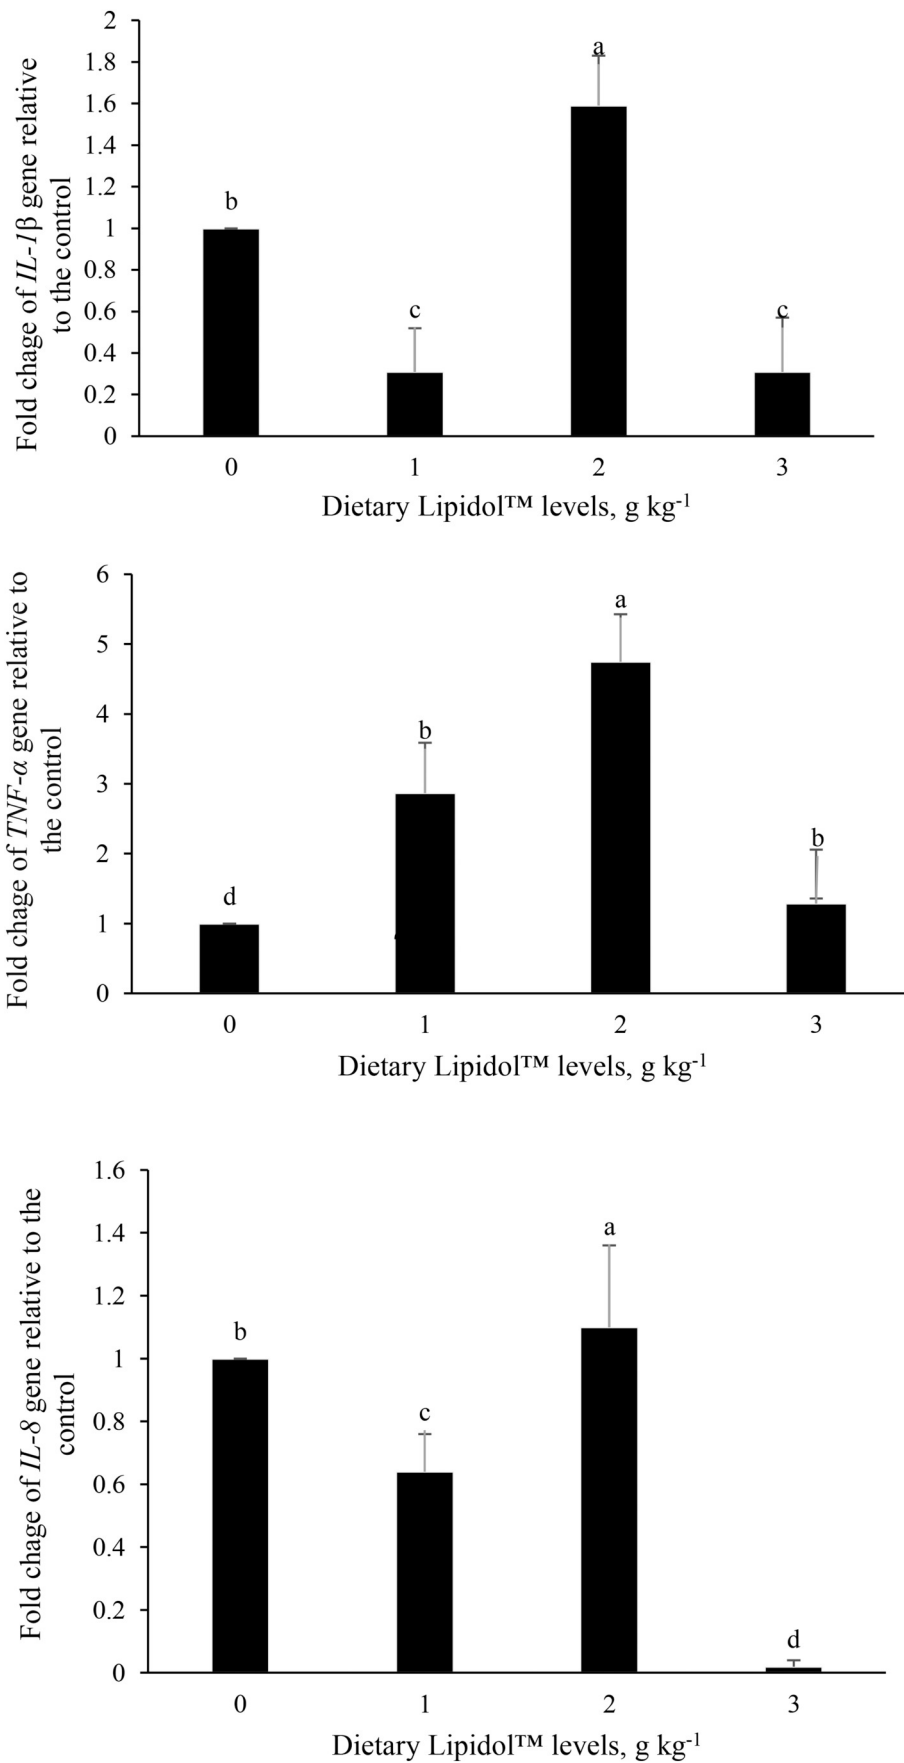 Fold chage of IL-1β gene relative
to the control
2
1.8
1.6
1.4
1.2
1
0.8
0.6
0.4
0.2
0
b
c
a
c
0 1 2 3
Dietary Lipidol™ levels, g kg-1
Fold chage of TNF-α gene relative to
the control
6
5
4
3
2
1
0
d
b
a
b
0 1 2 3
Dietary Lipidol™ levels, g kg-1
Fold chage of IL-8 gene relative to the
control
1.6
1.4
1.2
1
0.8
0.6
0.4
0.2
0
b
c
a
d
0 1 2 3
Dietary Lipidol™ levels, g kg-1